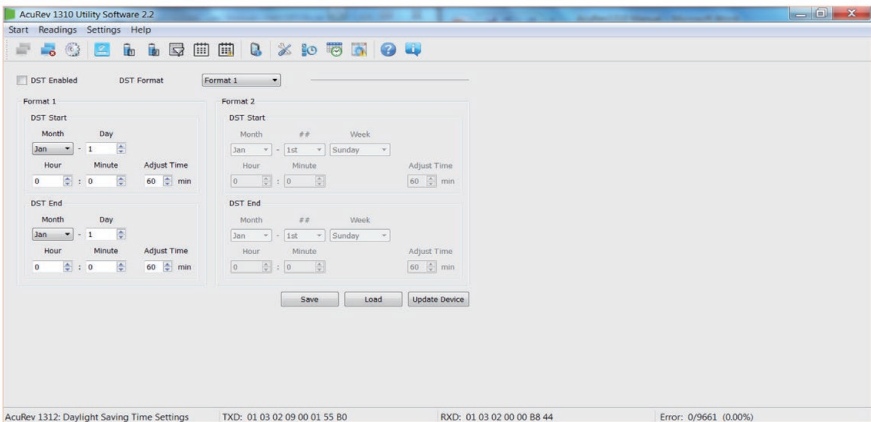 AcuRev 1310 Utility Software 2.2
Start Readings Settings Help
DST Enabled DST Format Format 1
Format 1
DST Start
Month Day
Jan - 1
Hour Minute Adjust Time
0 : 0 60 min
DST End
Month Day
Jan - 1
Hour Minute Adjust Time
0 : 0 60 min
Format 2
DST Start
Month ## Week
Jan - 1st Sunday
Hour Minute Adjust Time
0 : 0 60 min
DST End
Month ## Week
Jan - 1st Sunday
Hour Minute Adjust Time
0 : 0 60 min
Save Load Update Device
AcuRev 1312: Daylight Saving Time Settings TXD: 01 03 02 09 00 01 55 B0 RXD: 01 03 02 00 00 B8 44 Error: 0/9661 (0.00%)